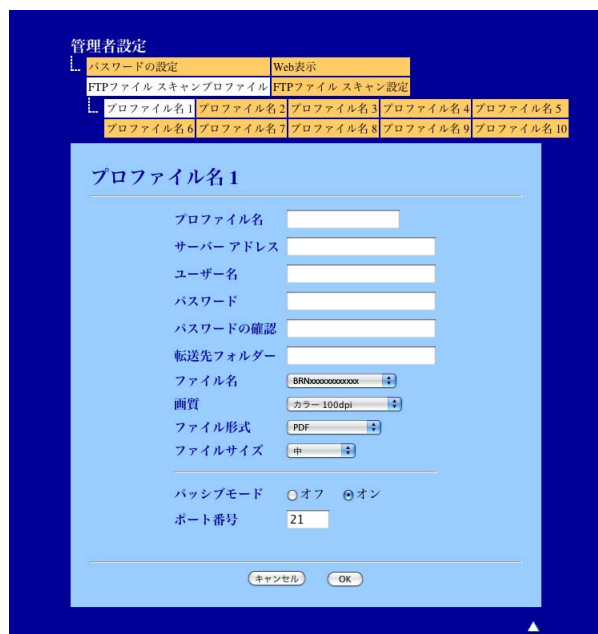 管理者設定
パスワードの設定 Web表示
FTPファイル スキャンプロファイル FTPファイル スキャン設定
プロファイル名 1 プロファイル名 2 プロファイル名 3 プロファイル名 4 プロファイル名 5
プロファイル名 6 プロファイル名 7 プロファイル名 8 プロファイル名 9 プロファイル名 10
プロファイル名 1
プロファイル名
サーバー アドレス
ユーザー名
パスワード
パスワードの確認
転送先フォルダー
ファイル名 BRNxxxxxxxxxxxx
画質 カラー 100dpi
ファイル形式 PDF
ファイルサイズ 中
パッシブモード オフ オン
ポート番号 21
キャンセル OK